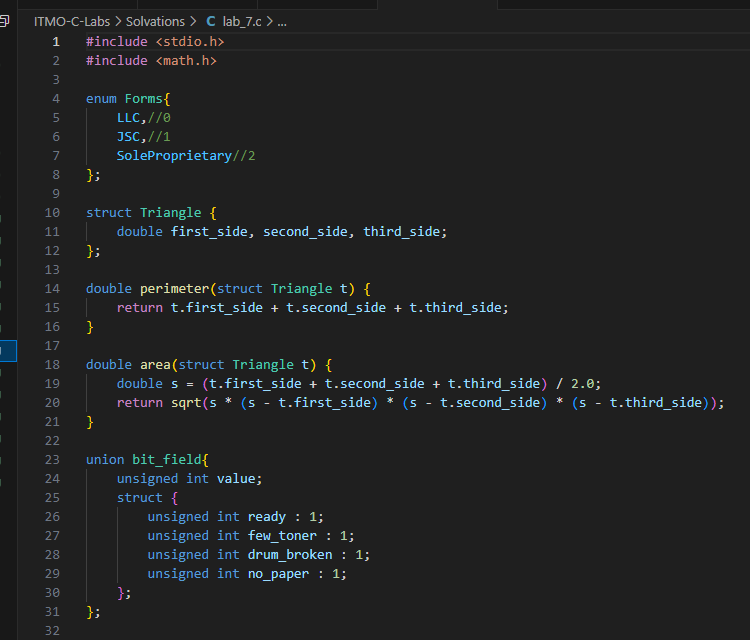 ITMO-C-Labs > Solvations > C lab_7.c > ...
1 #include <stdio.h>
2 #include <math.h>
3
4 enum Forms{
5     LLC,//0
6     JSC,//1
7     SoleProprietary//2
8 };
9
10 struct Triangle {
11     double first_side, second_side, third_side;
12 };
13
14 double perimeter(struct Triangle t) {
15     return t.first_side + t.second_side + t.third_side;
16 }
17
18 double area(struct Triangle t) {
19     double s = (t.first_side + t.second_side + t.third_side) / 2.0;
20     return sqrt(s * (s - t.first_side) * (s - t.second_side) * (s - t.third_side));
21 }
22
23 union bit_field{
24     unsigned int value;
25     struct {
26         unsigned int ready : 1;
27         unsigned int few_toner : 1;
28         unsigned int drum_broken : 1;
29         unsigned int no_paper : 1;
30     };
31 };
32